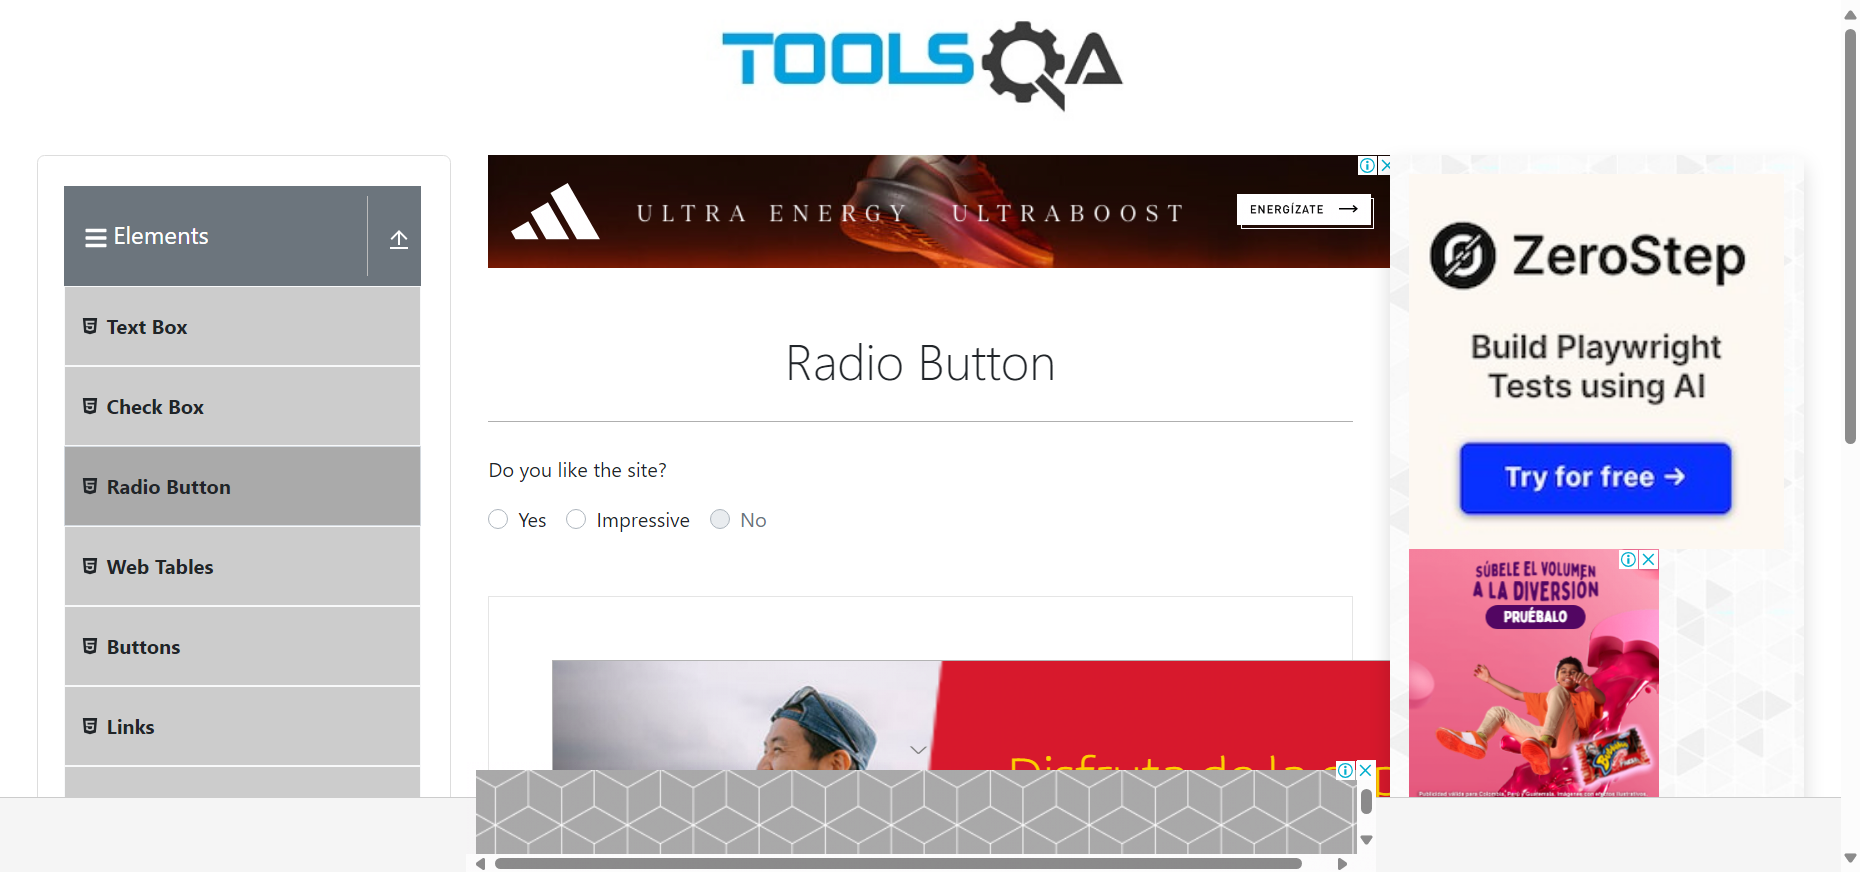 TOOLSQA
Elements
Text Box
Check Box
Radio Button
Web Tables
Buttons
Links
ULTRA ENERGY ULTRABOOST
ENERGÍZATE →
Radio Button
Do you like the site?
Yes
Impressive
No
ZeroStep
Build Playwright
Tests using AI
Try for free →
SÚBELE EL VOLUMEN
A LA DIVERSIÓN
PRUÉBALO
Disfruta de la